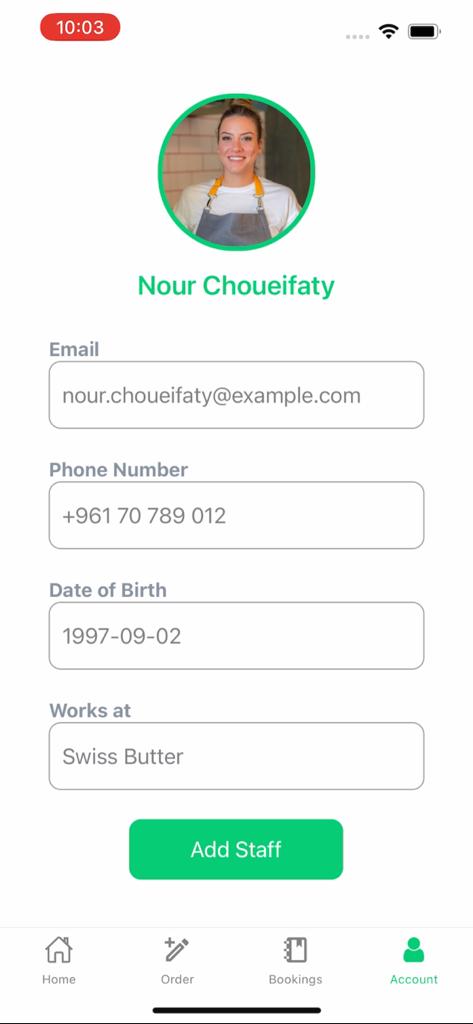 10:03
Nour Choueifaty
Email
nour.choueifaty@example.com
Phone Number
+961 70 789 012
Date of Birth
1997-09-02
Works at
Swiss Butter
Add Staff
Home
Order
Bookings
Account